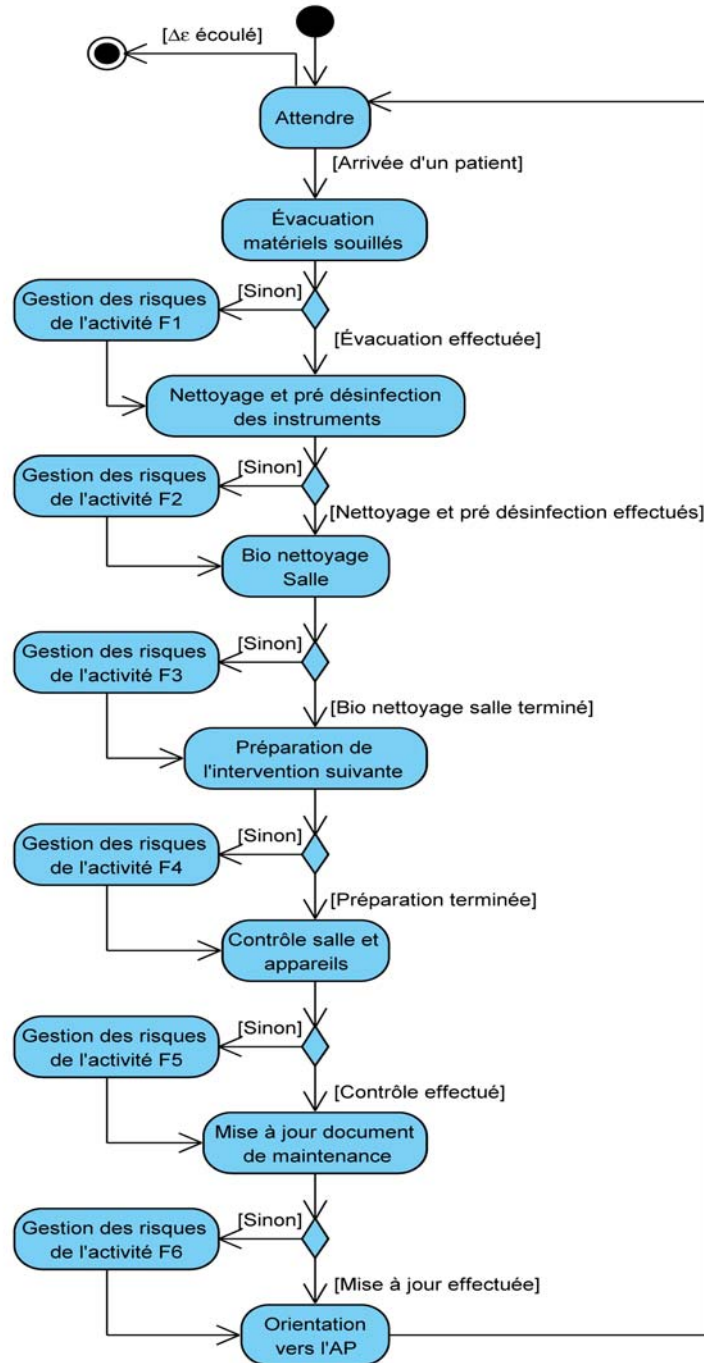 [Δε écoulé]
Attendre
[Arrivée d'un patient]
Évacuation
matériels souillés
[Sinon]
Gestion des risques
de l'activité F1
[Évacuation effectuée]
Nettoyage et pré désinfection
des instruments
[Sinon]
Gestion des risques
de l'activité F2
[Nettoyage et pré désinfection effectués]
Bio nettoyage
Salle
[Sinon]
Gestion des risques
de l'activité F3
[Bio nettoyage salle terminé]
Préparation de
l'intervention suivante
[Sinon]
Gestion des risques
de l'activité F4
[Préparation terminée]
Contrôle salle et
appareils
[Sinon]
Gestion des risques
de l'activité F5
[Contrôle effectué]
Mise à jour document
de maintenance
[Sinon]
Gestion des risques
de l'activité F6
[Mise à jour effectuée]
Orientation
vers l'AP